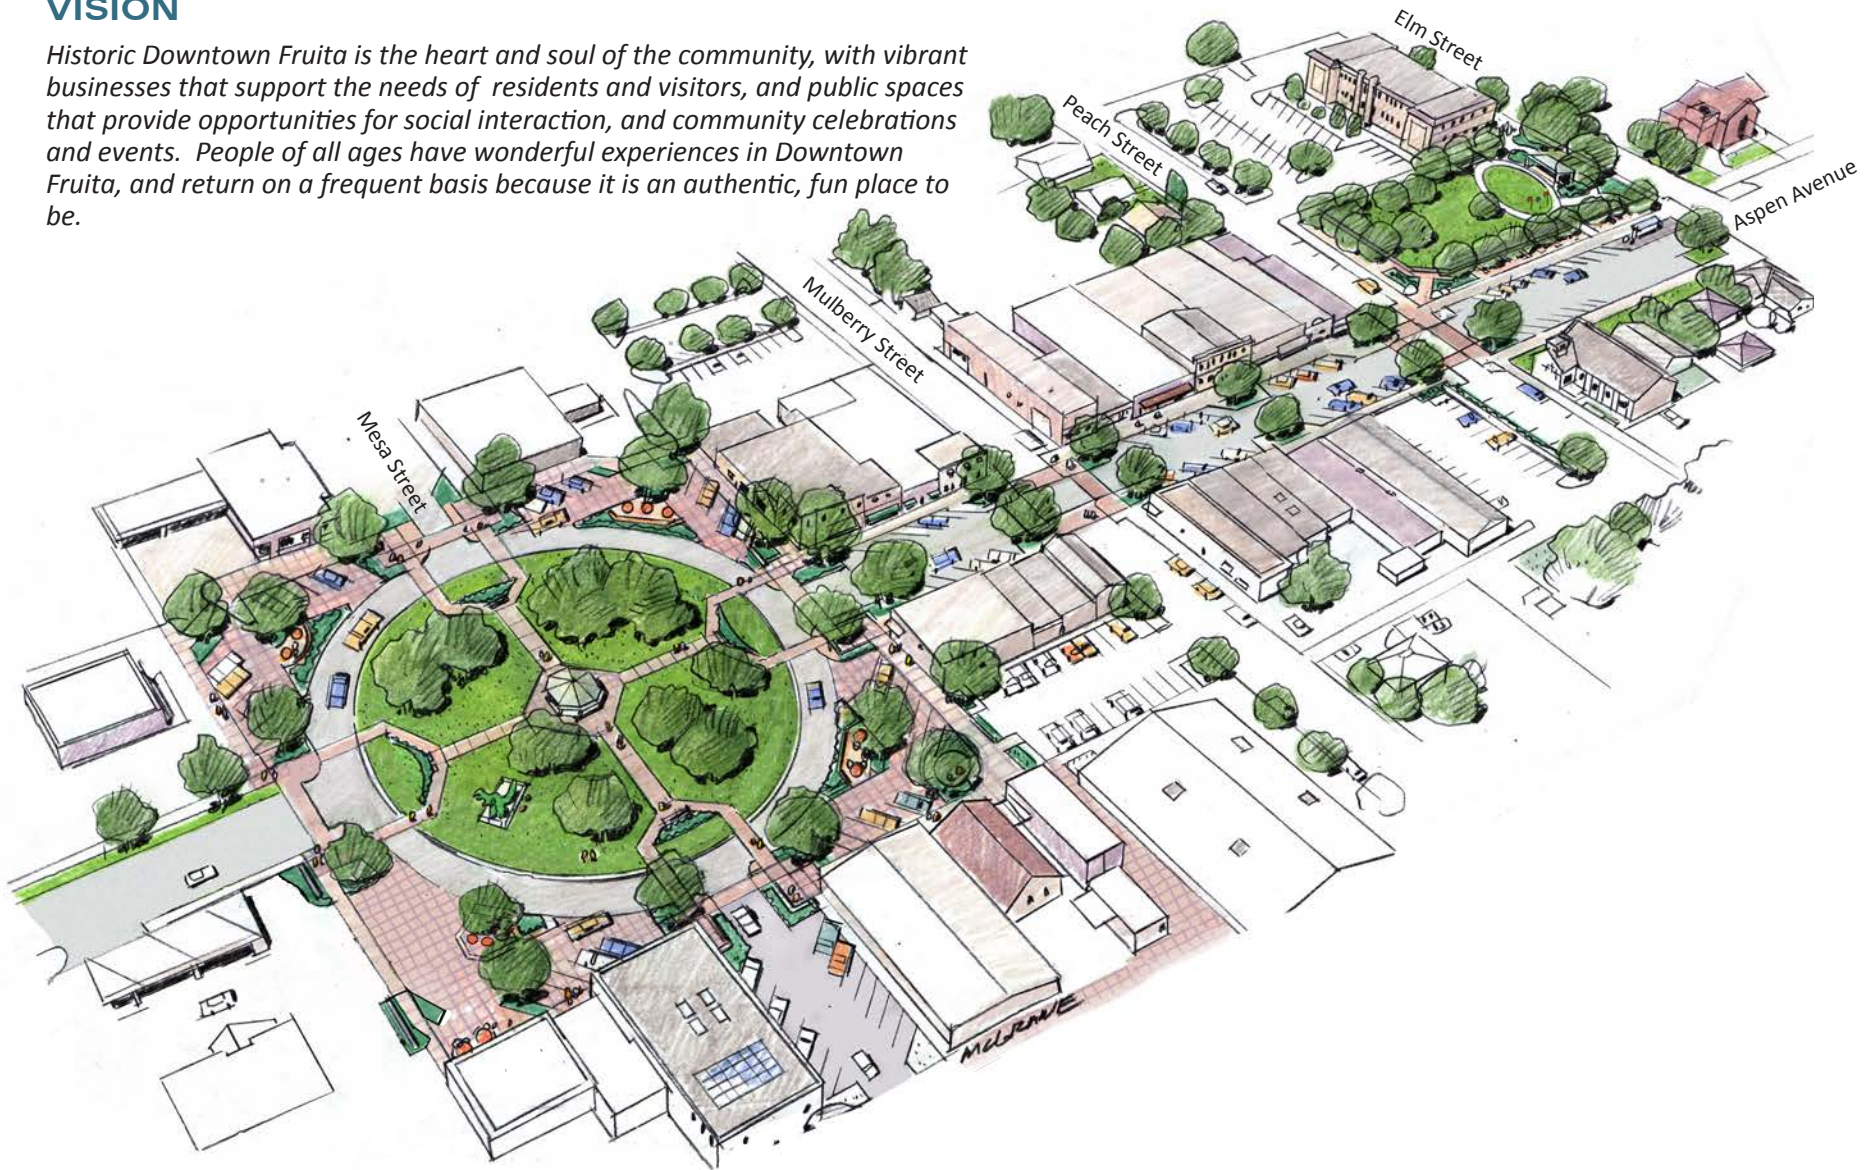 VISION
Historic Downtown Fruita is the heart and soul of the community, with vibrant
businesses that support the needs of residents and visitors, and public spaces
that provide opportunities for social interaction, and community celebrations
and events. People of all ages have wonderful experiences in Downtown
Fruita, and return on a frequent basis because it is an authentic, fun place to
be.
Elm Street
Peach Street
Aspen Avenue
Mulberry Street
Mesa Street
McGRANE